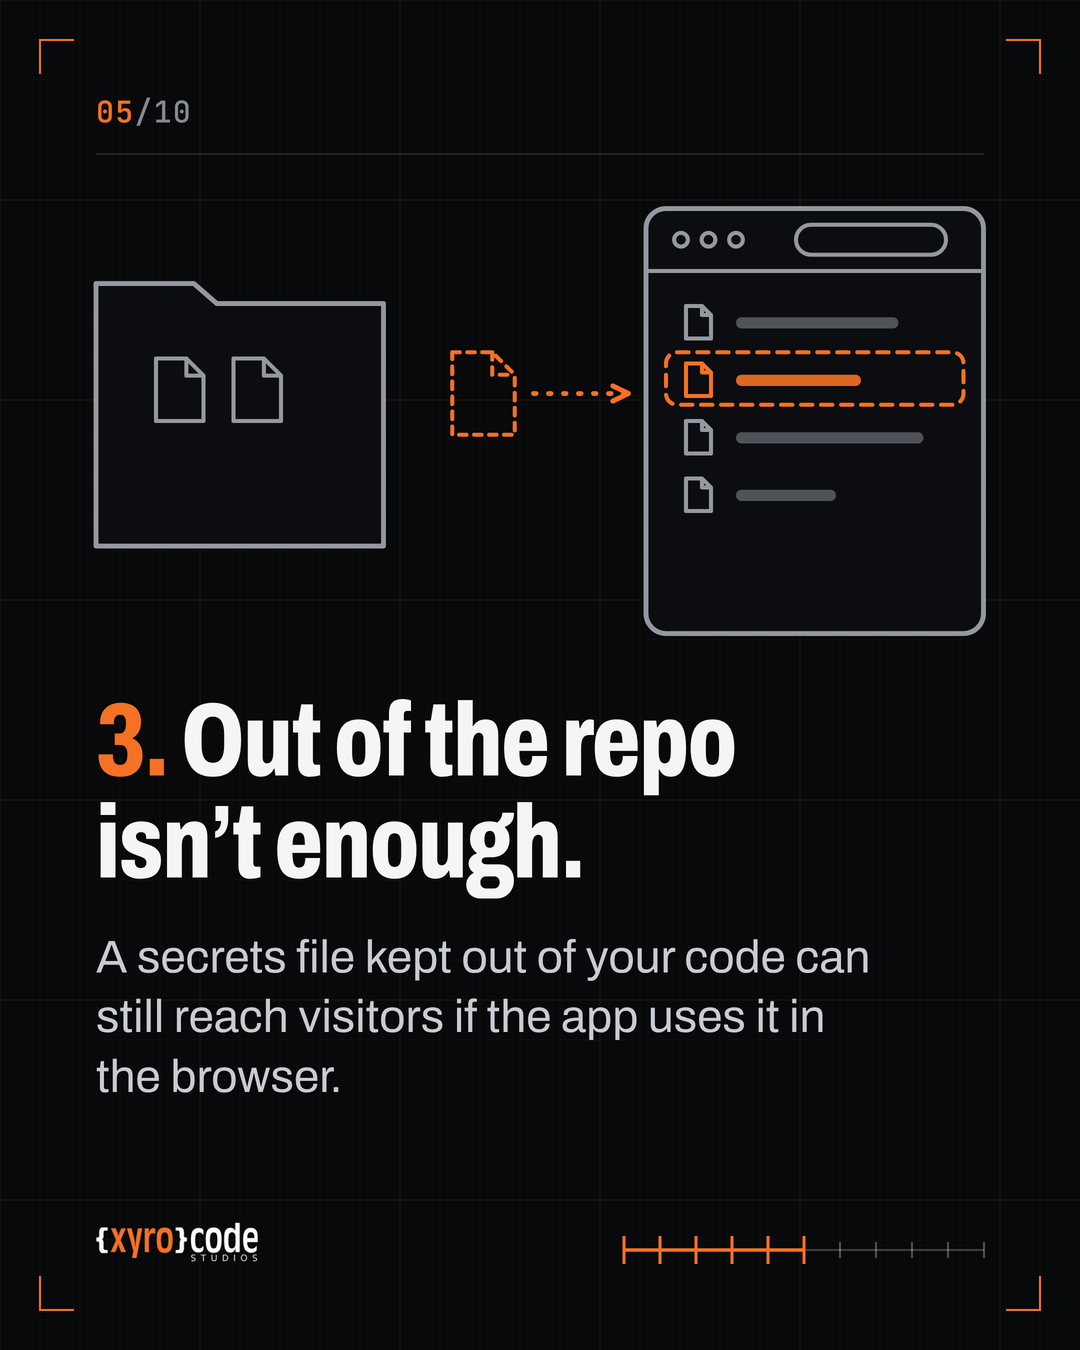 05/10
3. Out of the repo
isn’t enough.
A secrets file kept out of your code can
still reach visitors if the app uses it in
the browser.
{xyro}code
STUDIOS